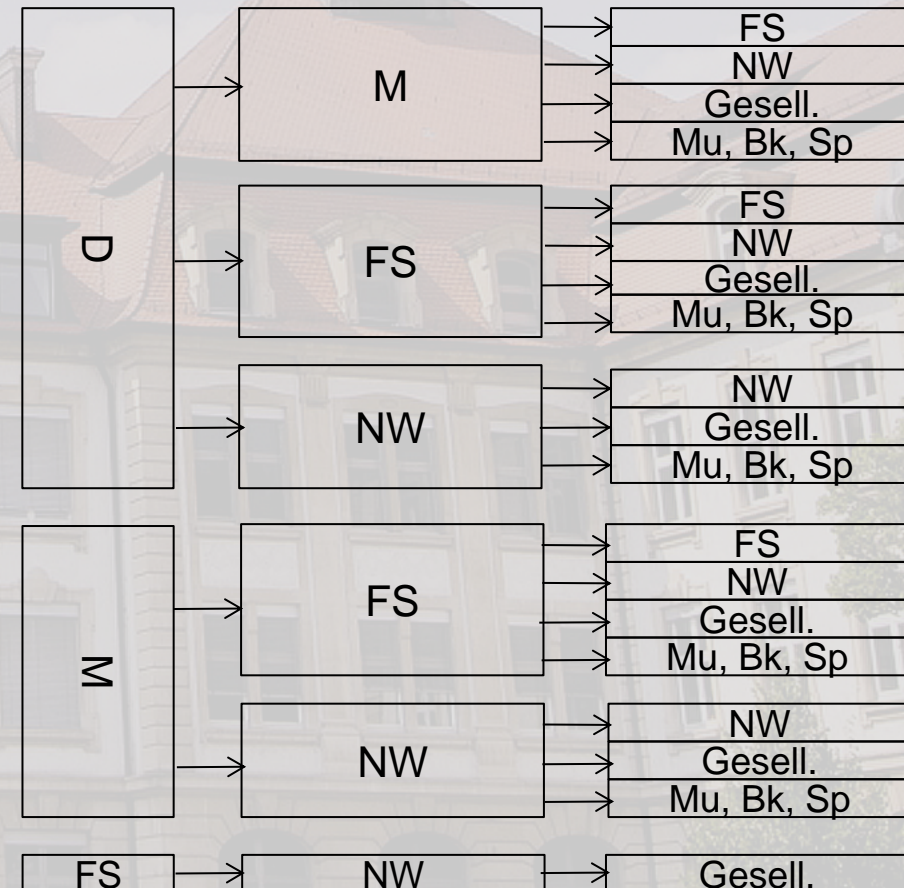 D
M
FS
NW
Gesell.
Mu, Bk, Sp
FS
FS
NW
Gesell.
Mu, Bk, Sp
NW
NW
Gesell.
Mu, Bk, Sp
M
FS
FS
NW
Gesell.
Mu, Bk, Sp
NW
NW
Gesell.
Mu, Bk, Sp
FS NW Gesell.